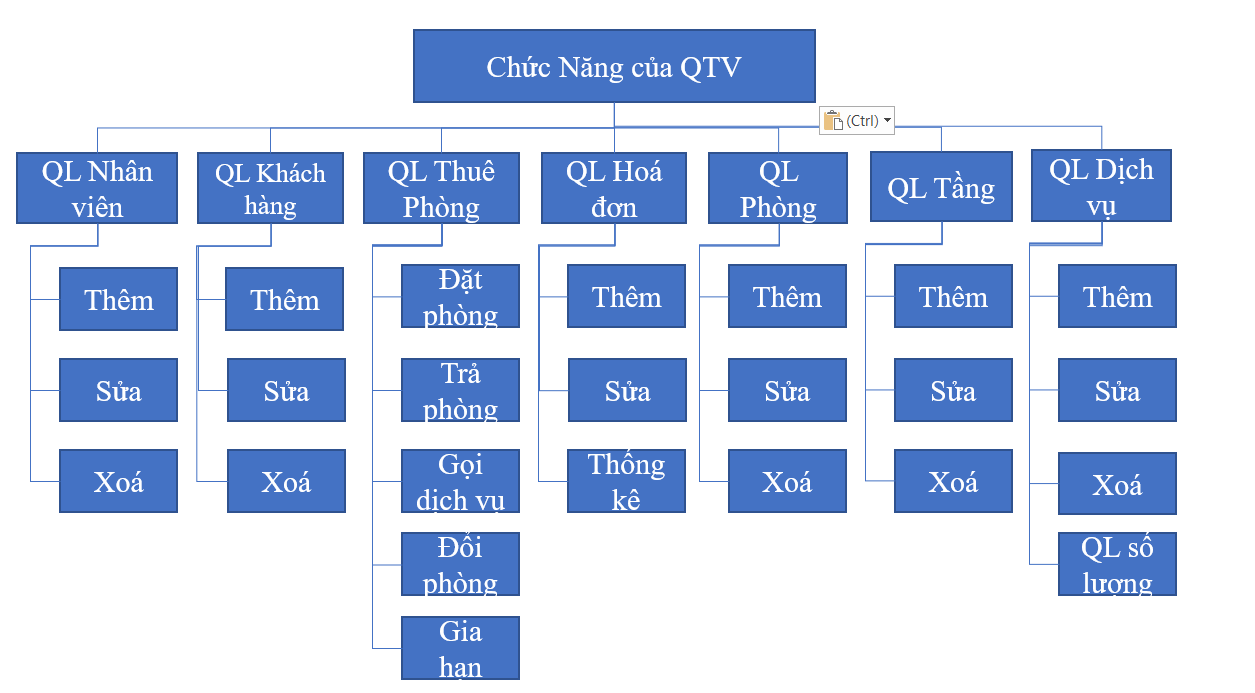 Chức Năng của QTV
(Ctrl)
QL Nhân
viên
QL Khách
hàng
QL Thuê
Phòng
QL Hoá
đơn
QL
Phòng
QL Tầng
QL Dịch
vụ
Thêm
Sửa
Xoá
Thêm
Sửa
Xoá
Đặt
phòng
Trả
phòng
Gọi
dịch vụ
Đổi
phòng
Gia
hạn
Thêm
Sửa
Thống
kê
Thêm
Sửa
Xoá
Thêm
Sửa
Xoá
Thêm
Sửa
Xoá
QL số
lượng